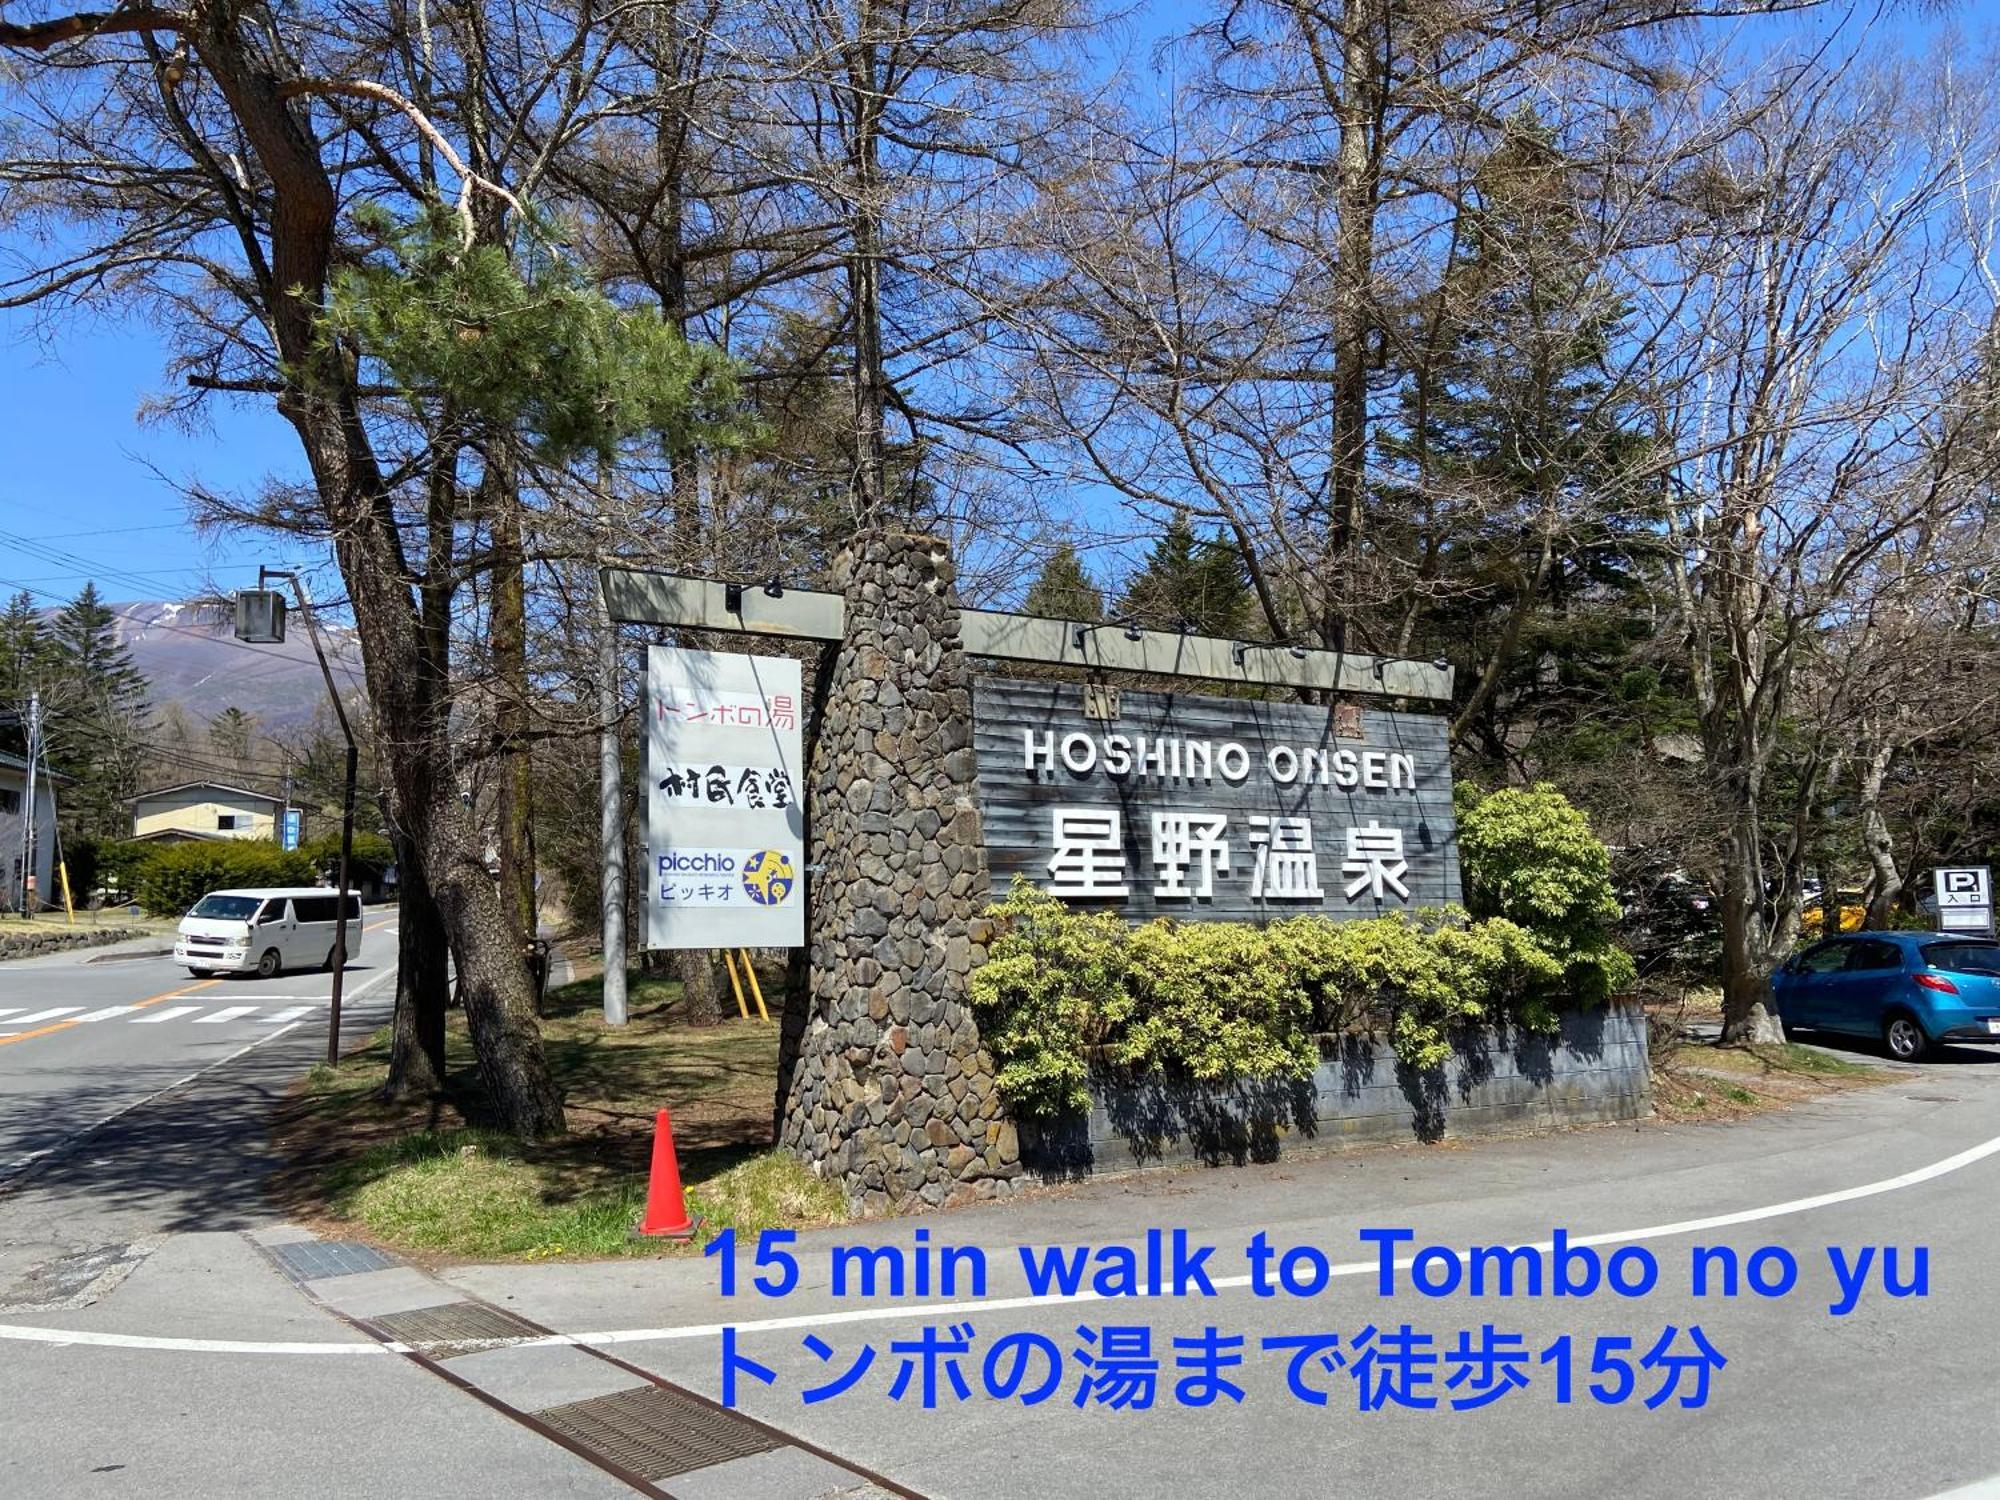 トンボの湯
村民食堂
picchio
ピッキオ
HOSHINO ONSEN
星野温泉
P
入口
15 min walk to Tombo no yu
トンボの湯まで徒歩15分